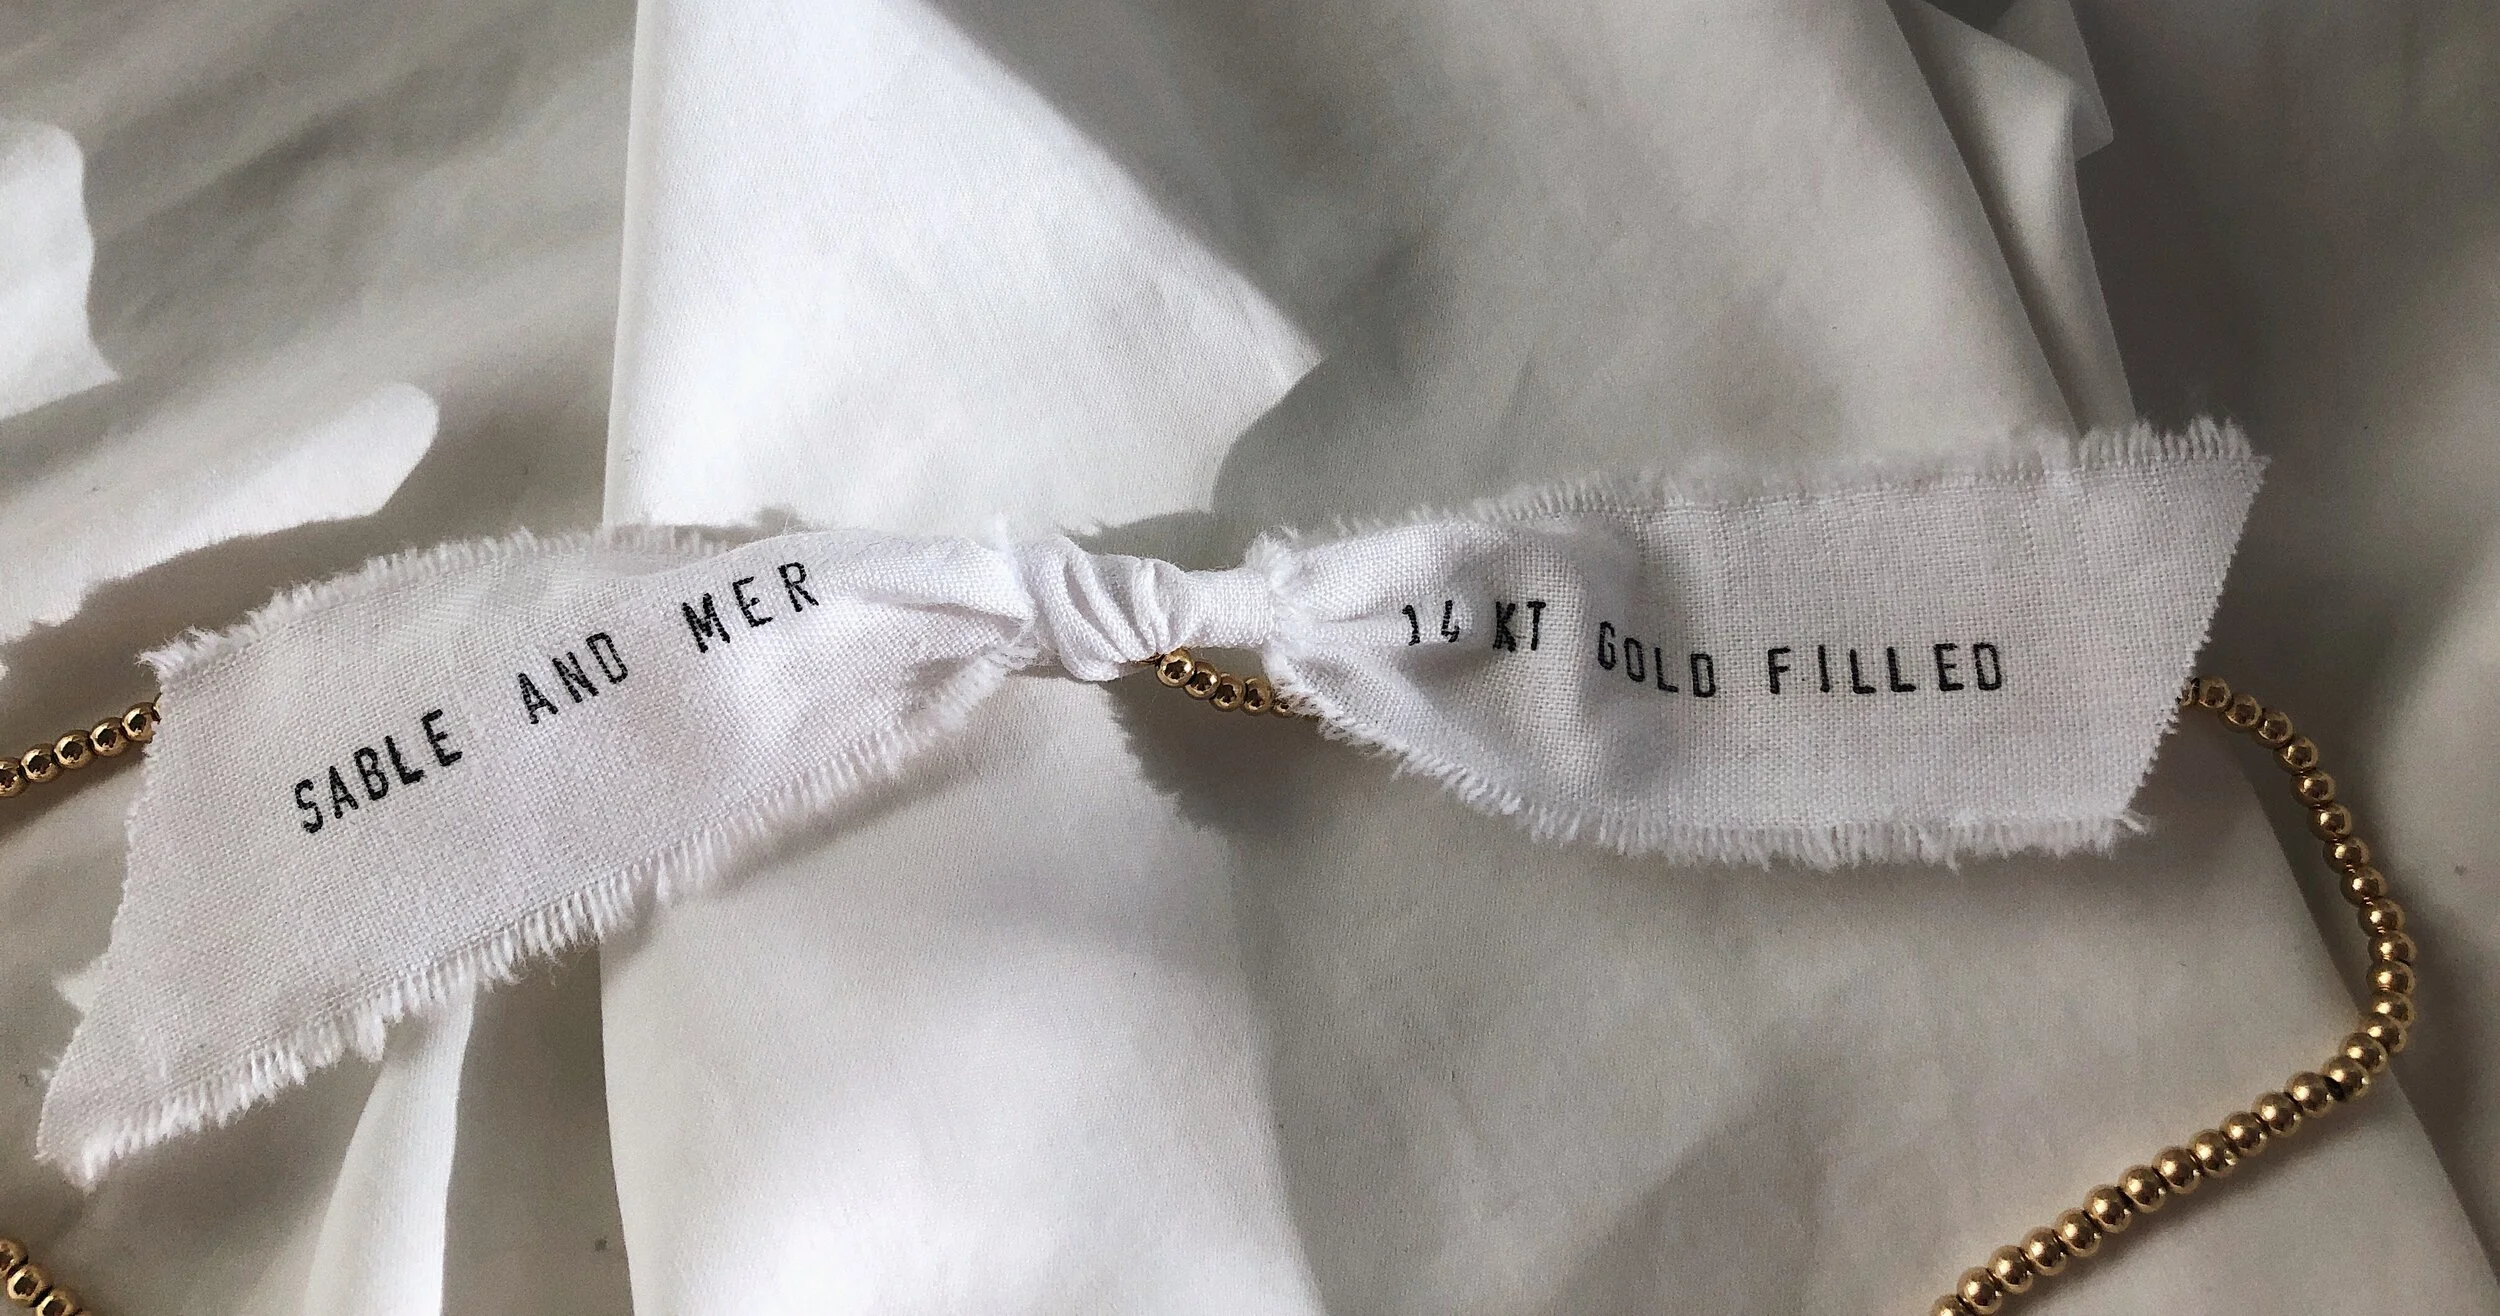 SABLE AND MER
14 KT GOLD FILLED